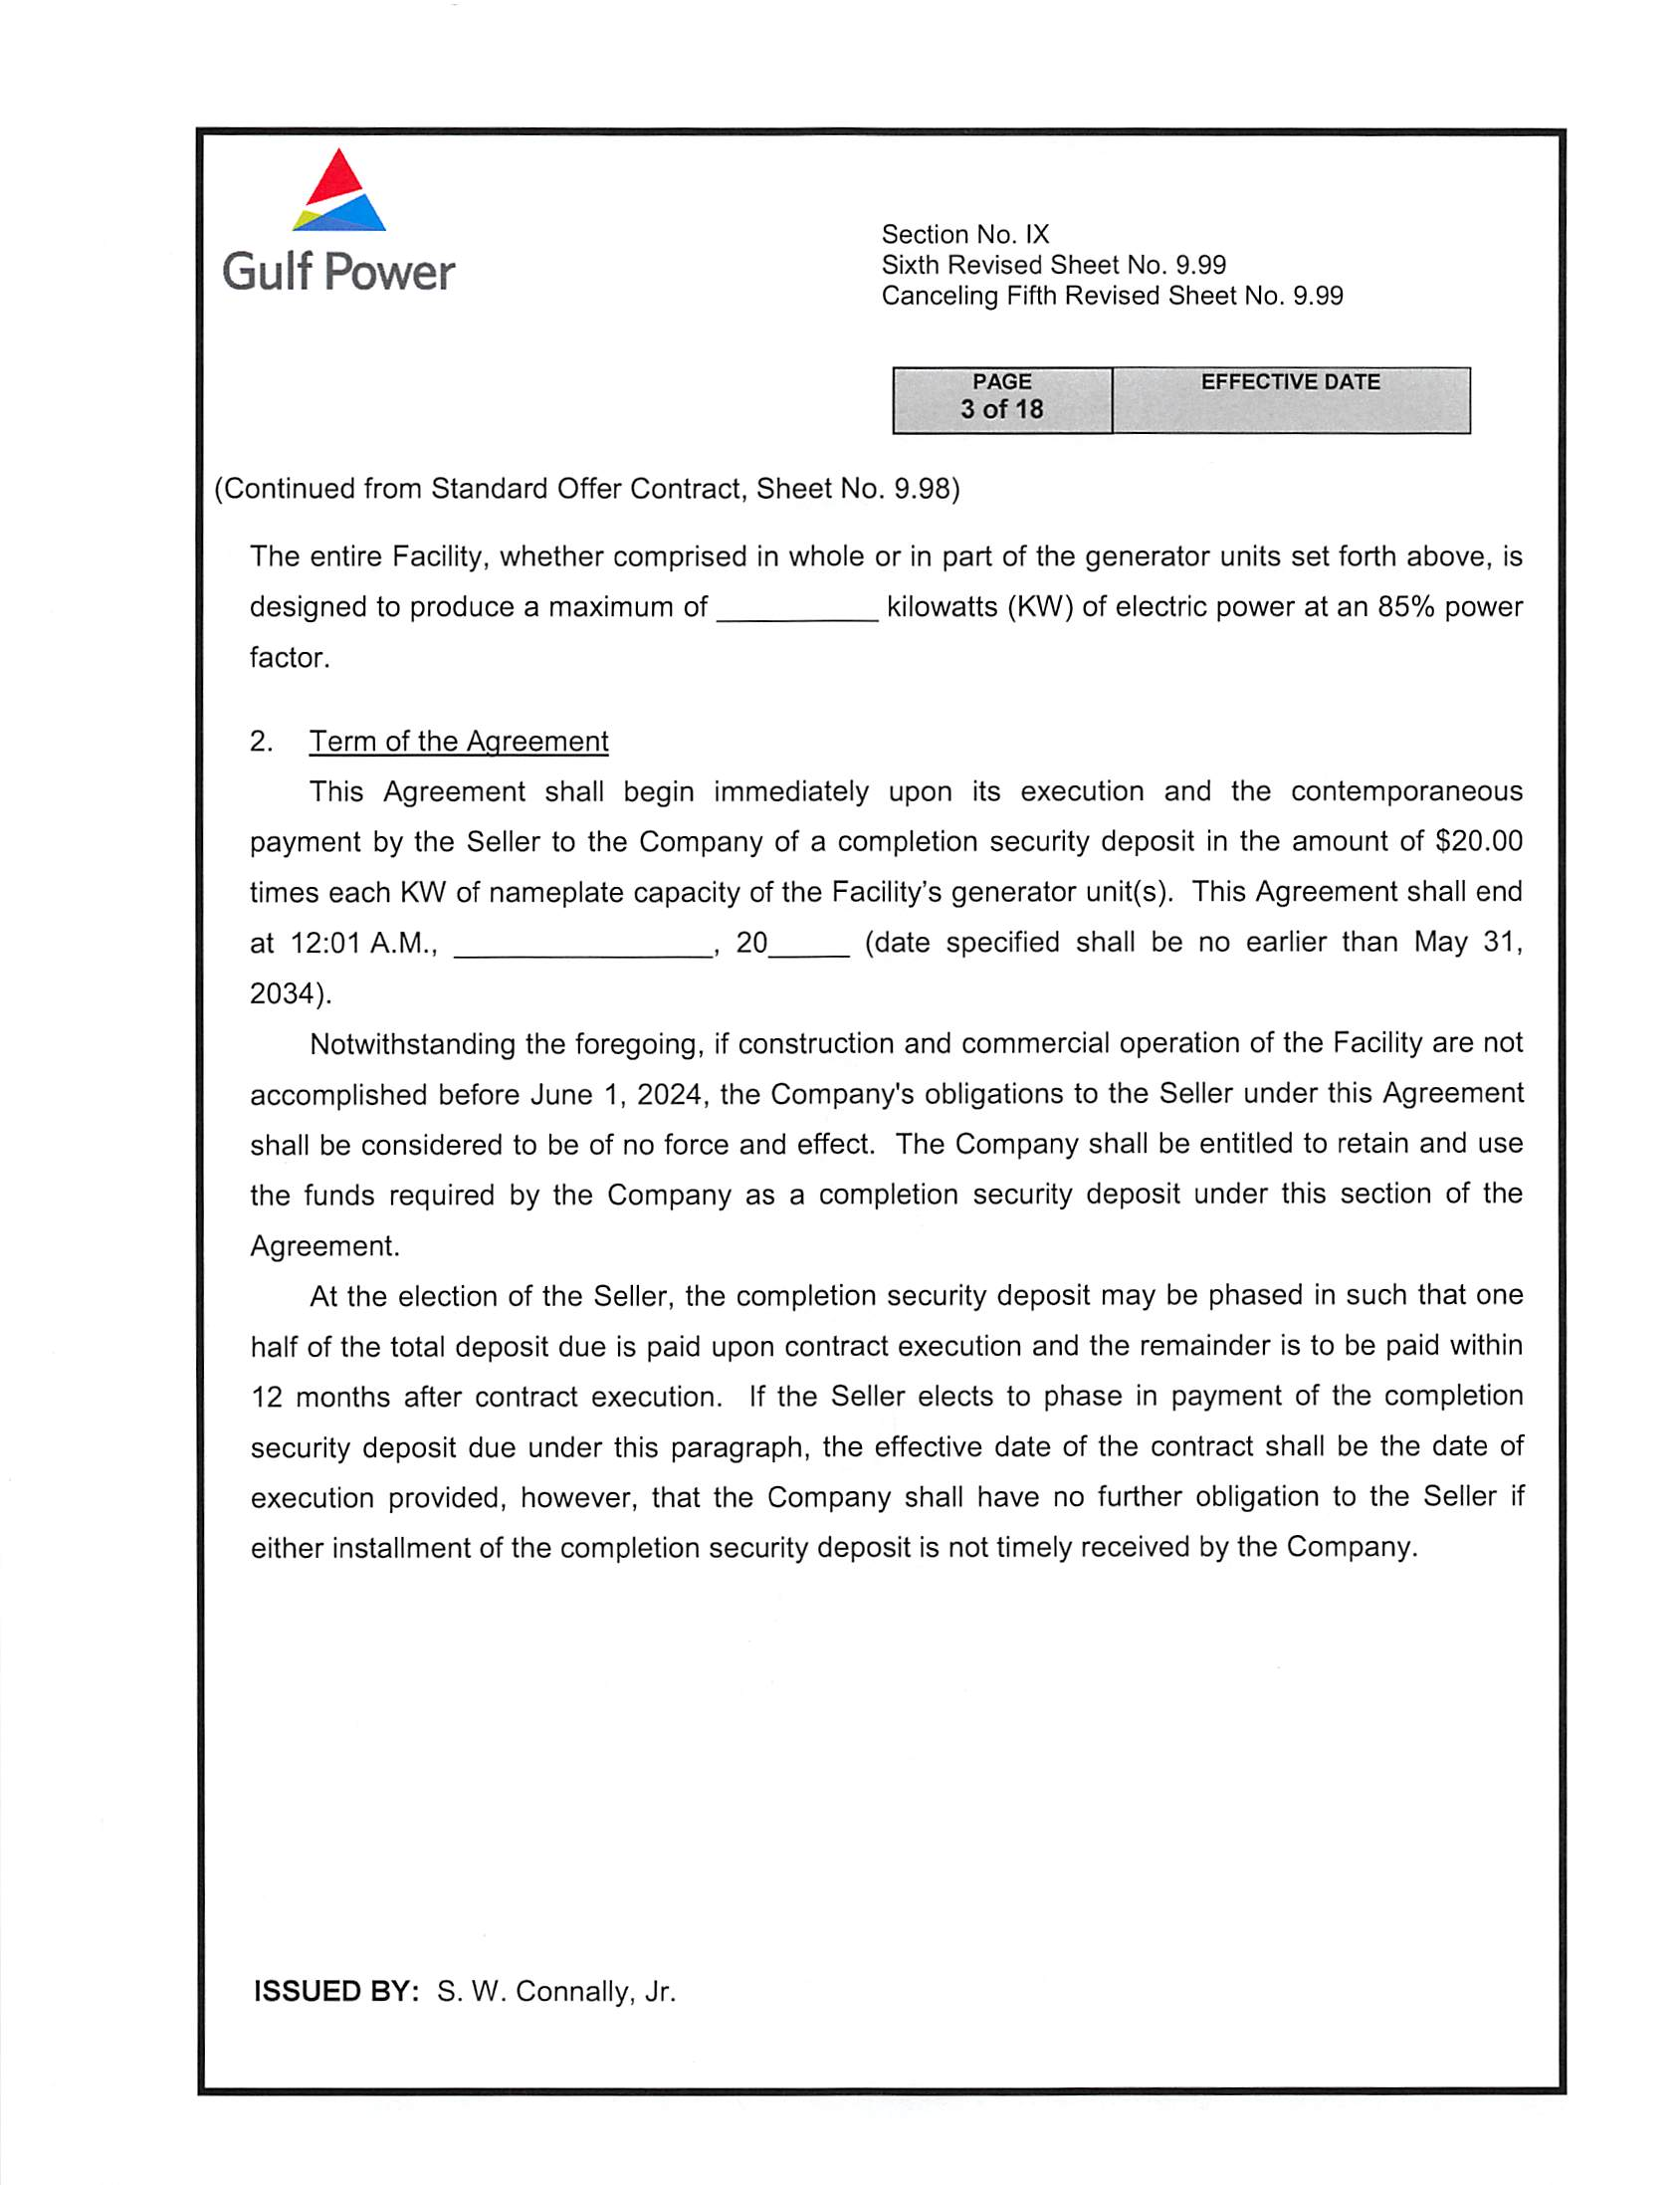 Gulf Power
Section No. IX
Sixth Revised Sheet No. 9.99
Canceling Fifth Revised Sheet No. 9.99
PAGE
3 of 18
EFFECTIVE DATE
(Continued from Standard Offer Contract, Sheet No. 9.98)
The entire Facility, whether comprised in whole or in part of the generator units set forth above, is
designed to produce a maximum of ___________ kilowatts (KW) of electric power at an 85% power
factor.
2. Term of the Agreement
This Agreement shall begin immediately upon its execution and the contemporaneous
payment by the Seller to the Company of a completion security deposit in the amount of $20.00
times each KW of nameplate capacity of the Facility's generator unit(s). This Agreement shall end
at 12:01 A.M., __________________, 20_____ (date specified shall be no earlier than May 31,
2034).
Notwithstanding the foregoing, if construction and commercial operation of the Facility are not
accomplished before June 1, 2024, the Company's obligations to the Seller under this Agreement
shall be considered to be of no force and effect. The Company shall be entitled to retain and use
the funds required by the Company as a completion security deposit under this section of the
Agreement.
At the election of the Seller, the completion security deposit may be phased in such that one
half of the total deposit due is paid upon contract execution and the remainder is to be paid within
12 months after contract execution. If the Seller elects to phase in payment of the completion
security deposit due under this paragraph, the effective date of the contract shall be the date of
execution provided, however, that the Company shall have no further obligation to the Seller if
either installment of the completion security deposit is not timely received by the Company.
ISSUED BY: S. W. Connally, Jr.